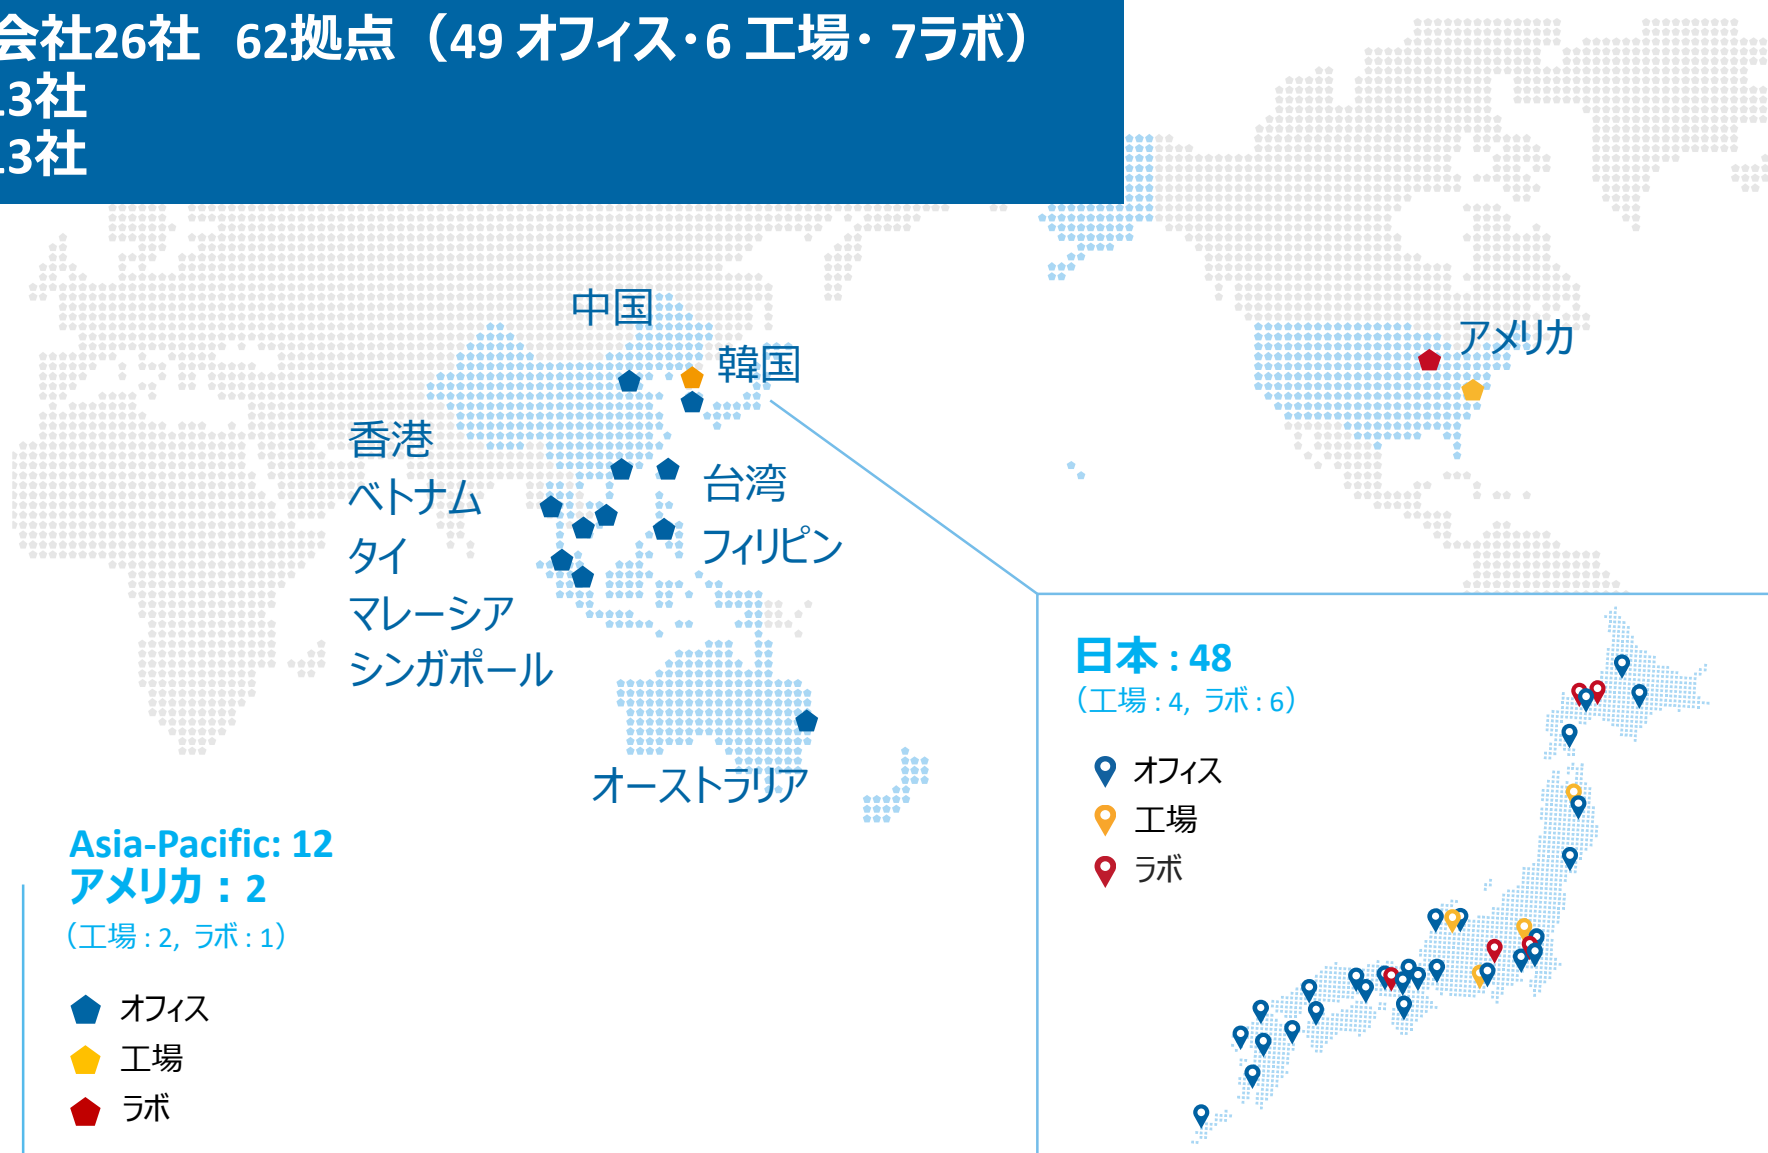 会社26社 62拠点（49 オフィス・6 工場・ 7ラボ）
13社
13社
中国
韓国
アメリカ
香港
ベトナム
タイ
マレーシア
シンガポール
台湾
フィリピン
オーストラリア
Asia-Pacific: 12
アメリカ : 2
（工場 : 2, ラボ : 1）
オフィス
工場
ラボ
日本 : 48
（工場 : 4, ラボ : 6）
オフィス
工場
ラボ